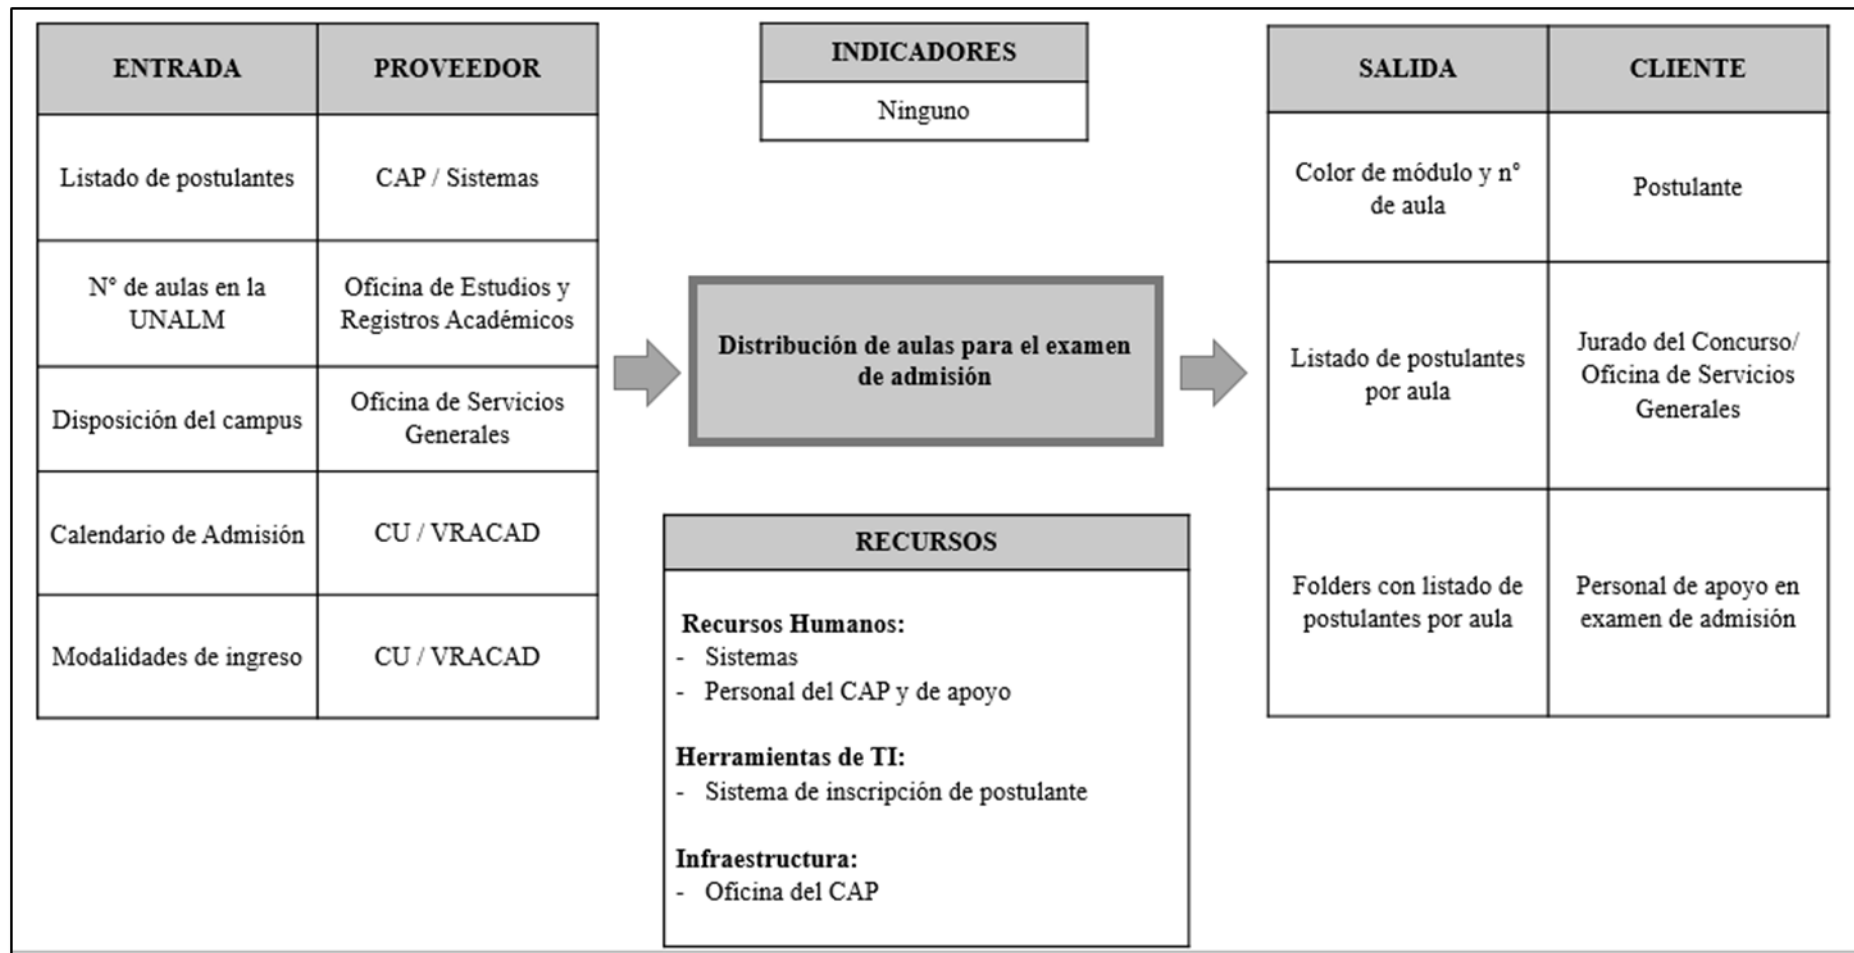 ENTRADA
PROVEEDOR
Listado de postulantes
CAP / Sistemas
N° de aulas en la
UNALM
Oficina de Estudios y
Registros Académicos
Disposición del campus
Oficina de Servicios
Generales
Calendario de Admisión
CU / VRACAD
Modalidades de ingreso
CU / VRACAD
INDICADORES
Ninguno
Distribución de aulas para el examen
de admisión
RECURSOS
Recursos Humanos:
- Sistemas
- Personal del CAP y de apoyo
Herramientas de TI:
- Sistema de inscripción de postulante
Infraestructura:
- Oficina del CAP
SALIDA
CLIENTE
Color de módulo y n°
de aula
Postulante
Listado de postulantes
por aula
Jurado del Concurso/
Oficina de Servicios
Generales
Folders con listado de
postulantes por aula
Personal de apoyo en
examen de admisión